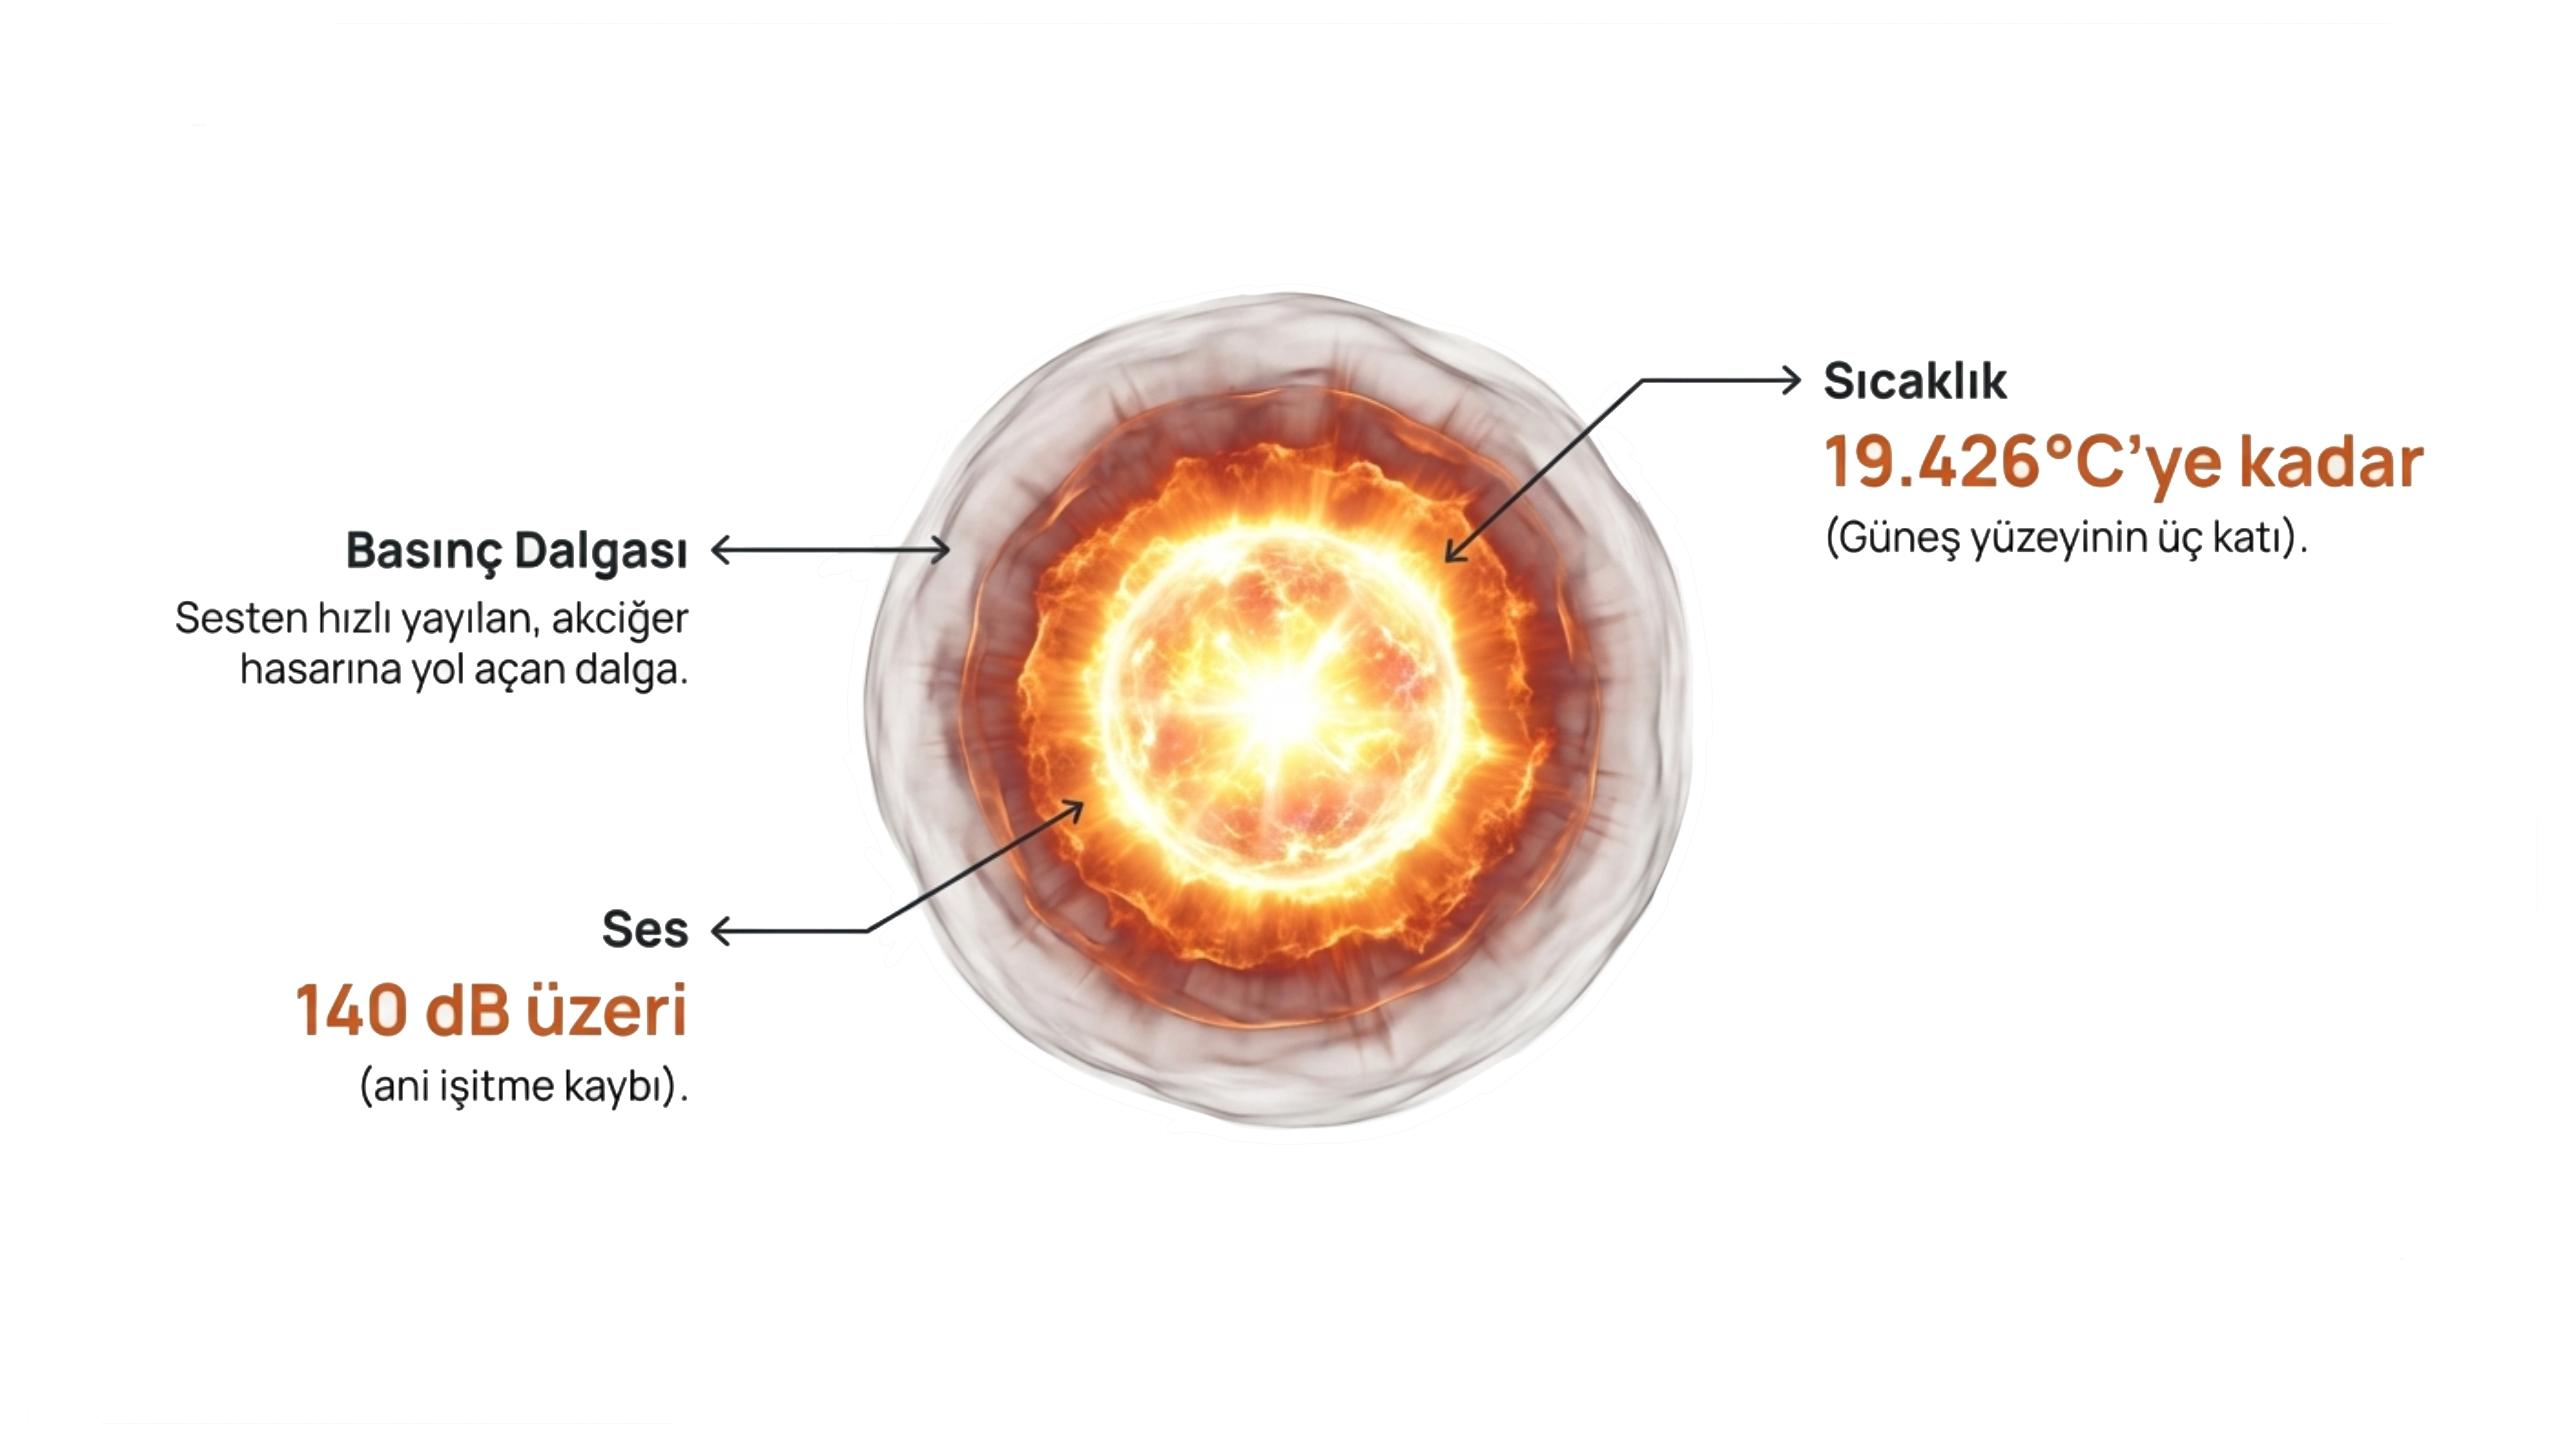 Basınç Dalgası
Sesten hızlı yayılan, akciğer
hasarına yol açan dalga.
Ses
140 dB üzeri
(ani işitme kaybı).
Sıcaklık
19.426°C’ye kadar
(Güneş yüzeyinin üç katı).